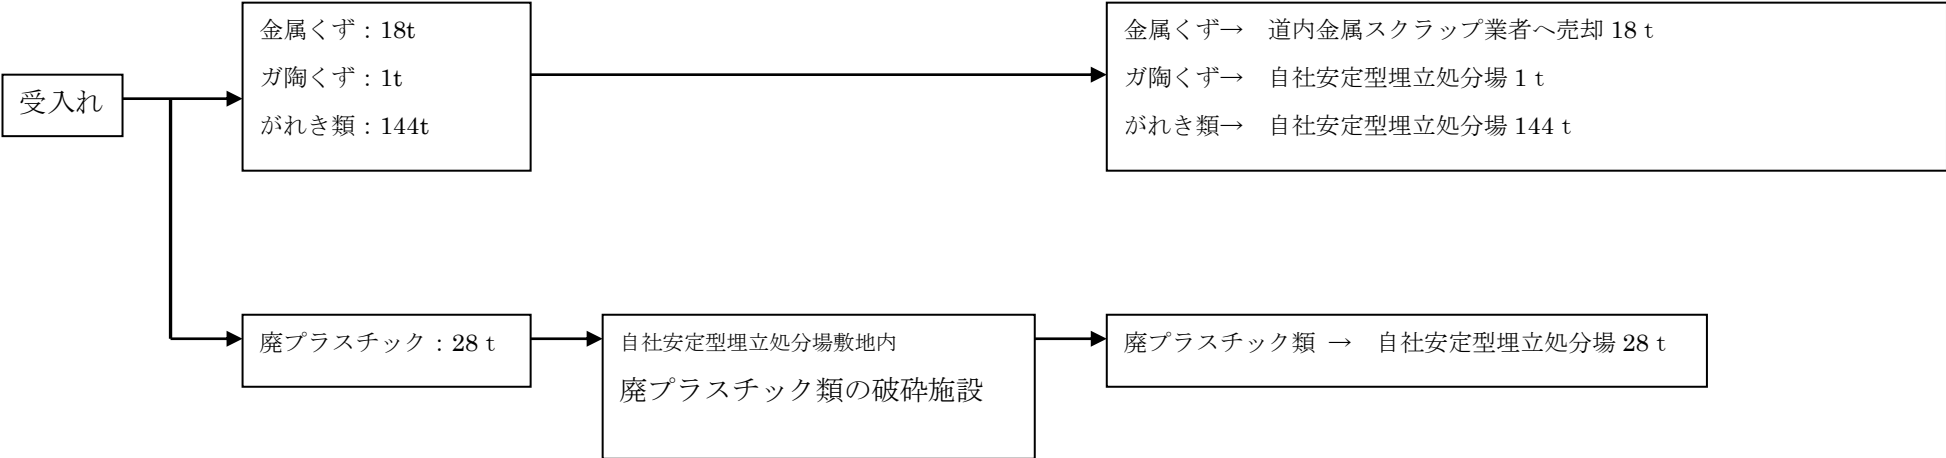 受入れ
金属くず：18t
ガ陶くず：1t
がれき類：144t
金属くず→　道内金属スクラップ業者へ売却 18 t
ガ陶くず→　自社安定型埋立処分場 1 t
がれき類→　自社安定型埋立処分場 144 t
廃プラスチック：28 t
自社安定型埋立処分場敷地内
廃プラスチック類の破砕施設
廃プラスチック類 →　自社安定型埋立処分場 28 t